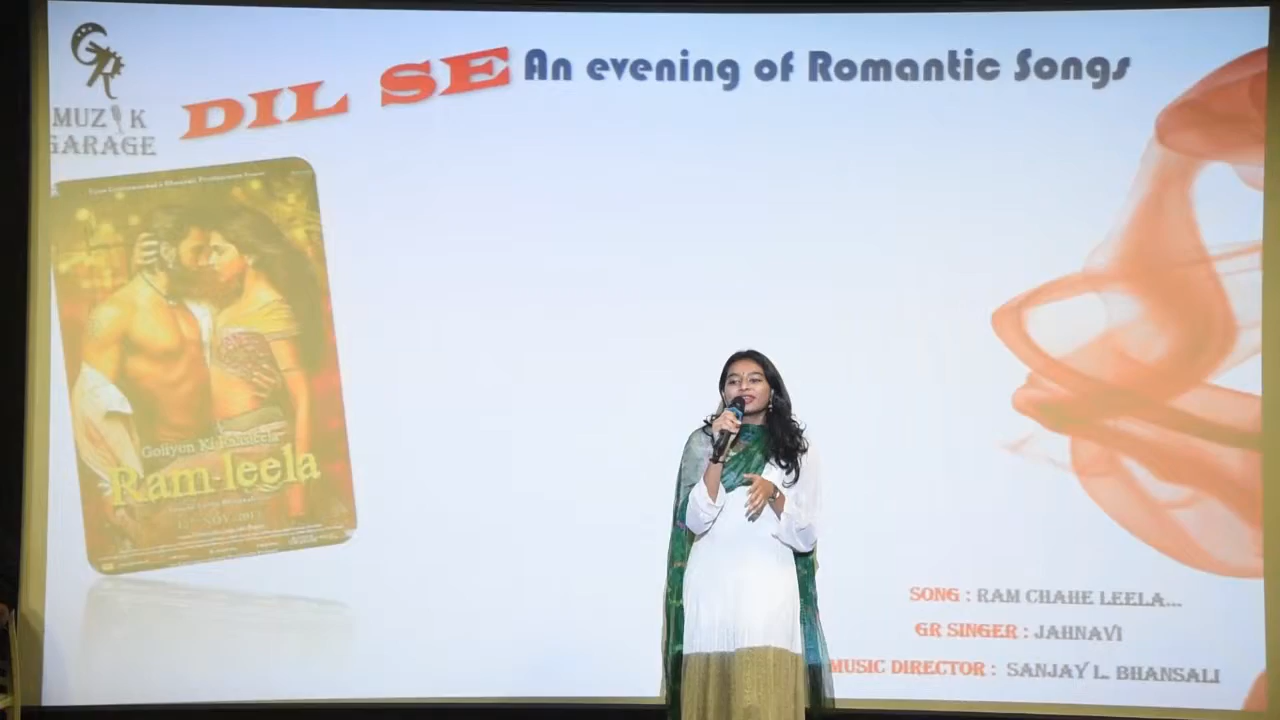 GR
MUZIK
GARAGE
DIL SE An evening of Romantic Songs
Goliyon Ki Raasleela
Ram-leela
SONG : RAM CHAHE LEELA...
GR SINGER : JAHNAVI
MUSIC DIRECTOR : SANJAY L. BHANSALI